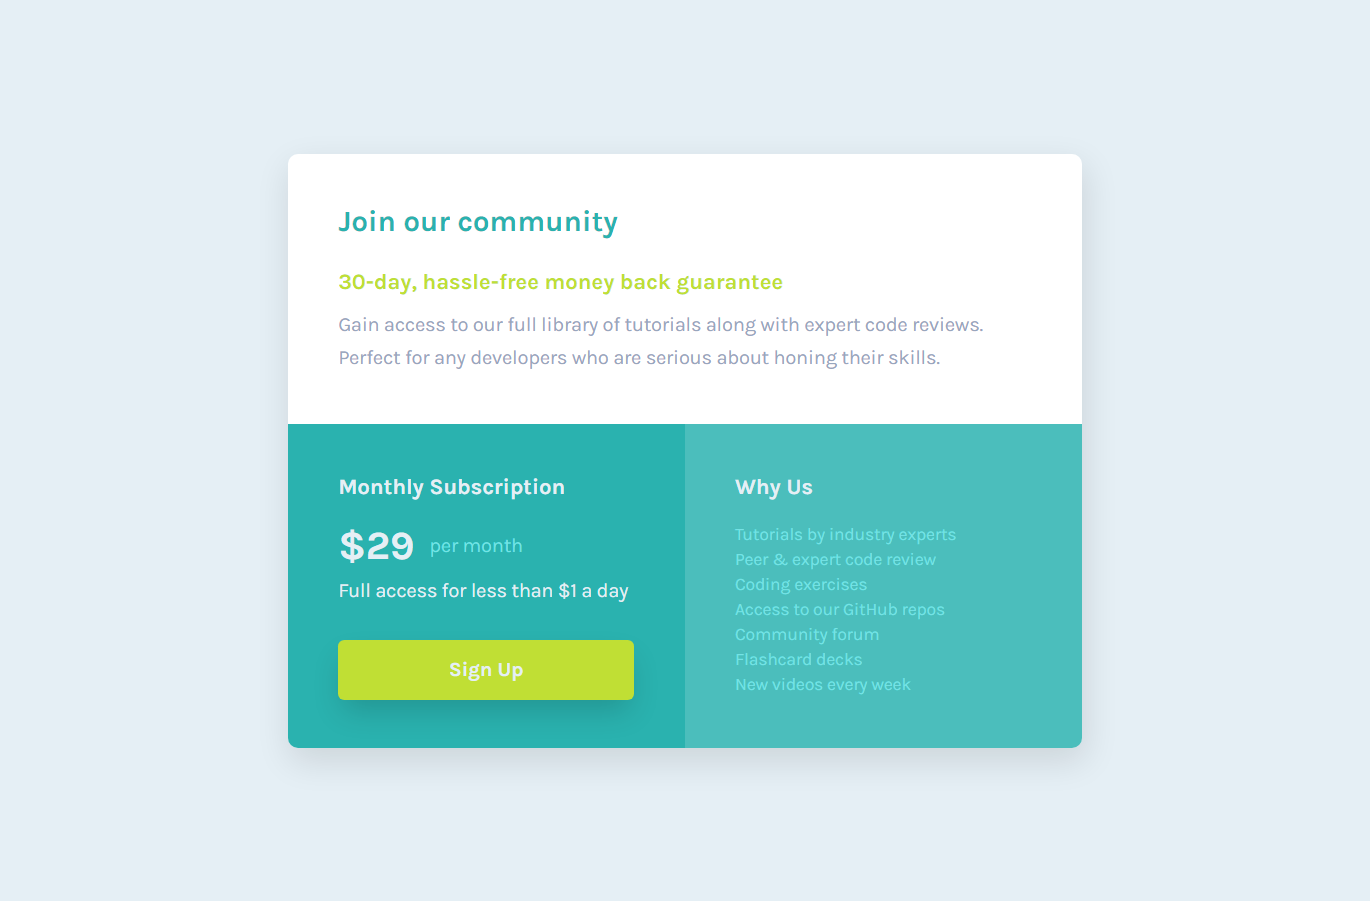 Join our community
30-day, hassle-free money back guarantee
Gain access to our full library of tutorials along with expert code reviews.
Perfect for any developers who are serious about honing their skills.
Monthly Subscription
$29 per month
Full access for less than $1 a day
Sign Up
Why Us
Tutorials by industry experts
Peer & expert code review
Coding exercises
Access to our GitHub repos
Community forum
Flashcard decks
New videos every week